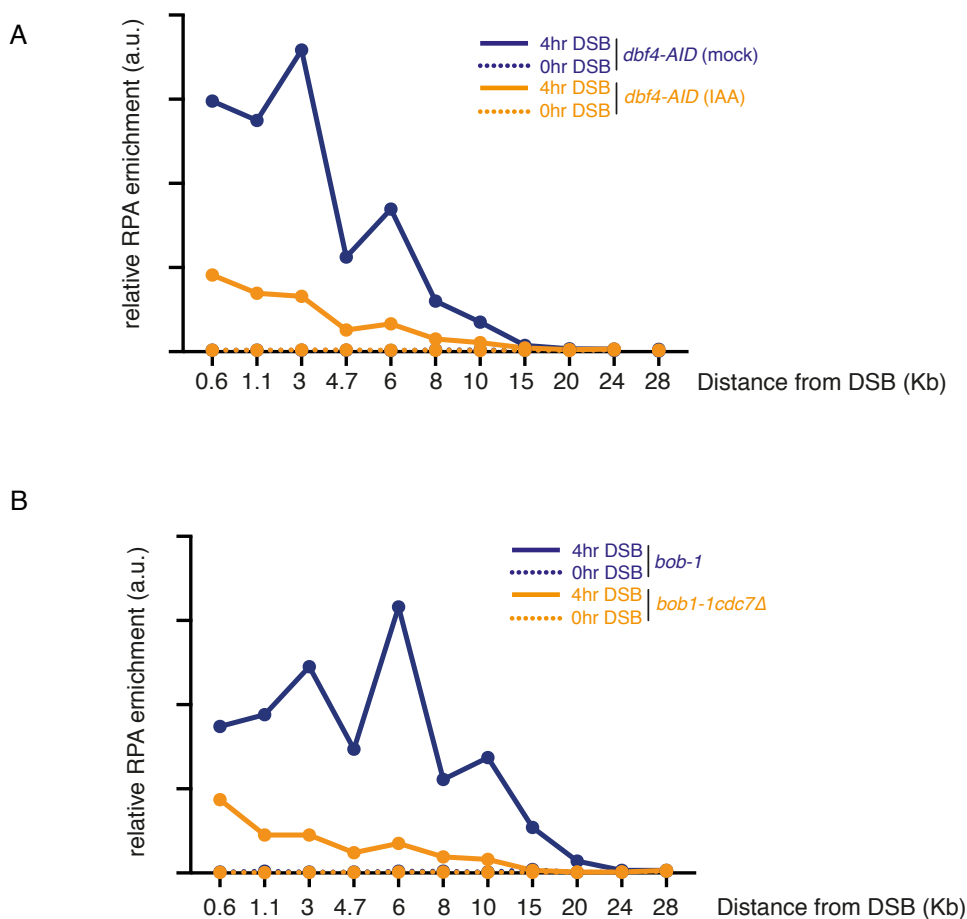 A
relative RPA ernichment (a.u.)
4hr DSB
0hr DSB
dbf4-AID (mock)
4hr DSB
0hr DSB
dbf4-AID (IAA)
0.6 1.1 3 4.7 6 8 10 15 20 24 28 Distance from DSB (Kb)
B
relative RPA ernichment (a.u.)
4hr DSB
0hr DSB
bob-1
4hr DSB
0hr DSB
bob1-1cdc7Δ
0.6 1.1 3 4.7 6 8 10 15 20 24 28 Distance from DSB (Kb)